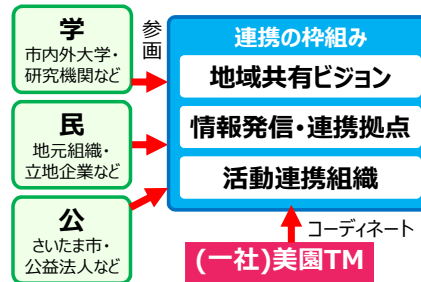 学
市内外大学・
研究機関など
参画
民
地元組織・
立地企業など
公
さいたま市・
公益法人など
連携の枠組み
地域共有ビジョン
情報発信・連携拠点
活動連携組織
コーディネート
(一社)美園TM